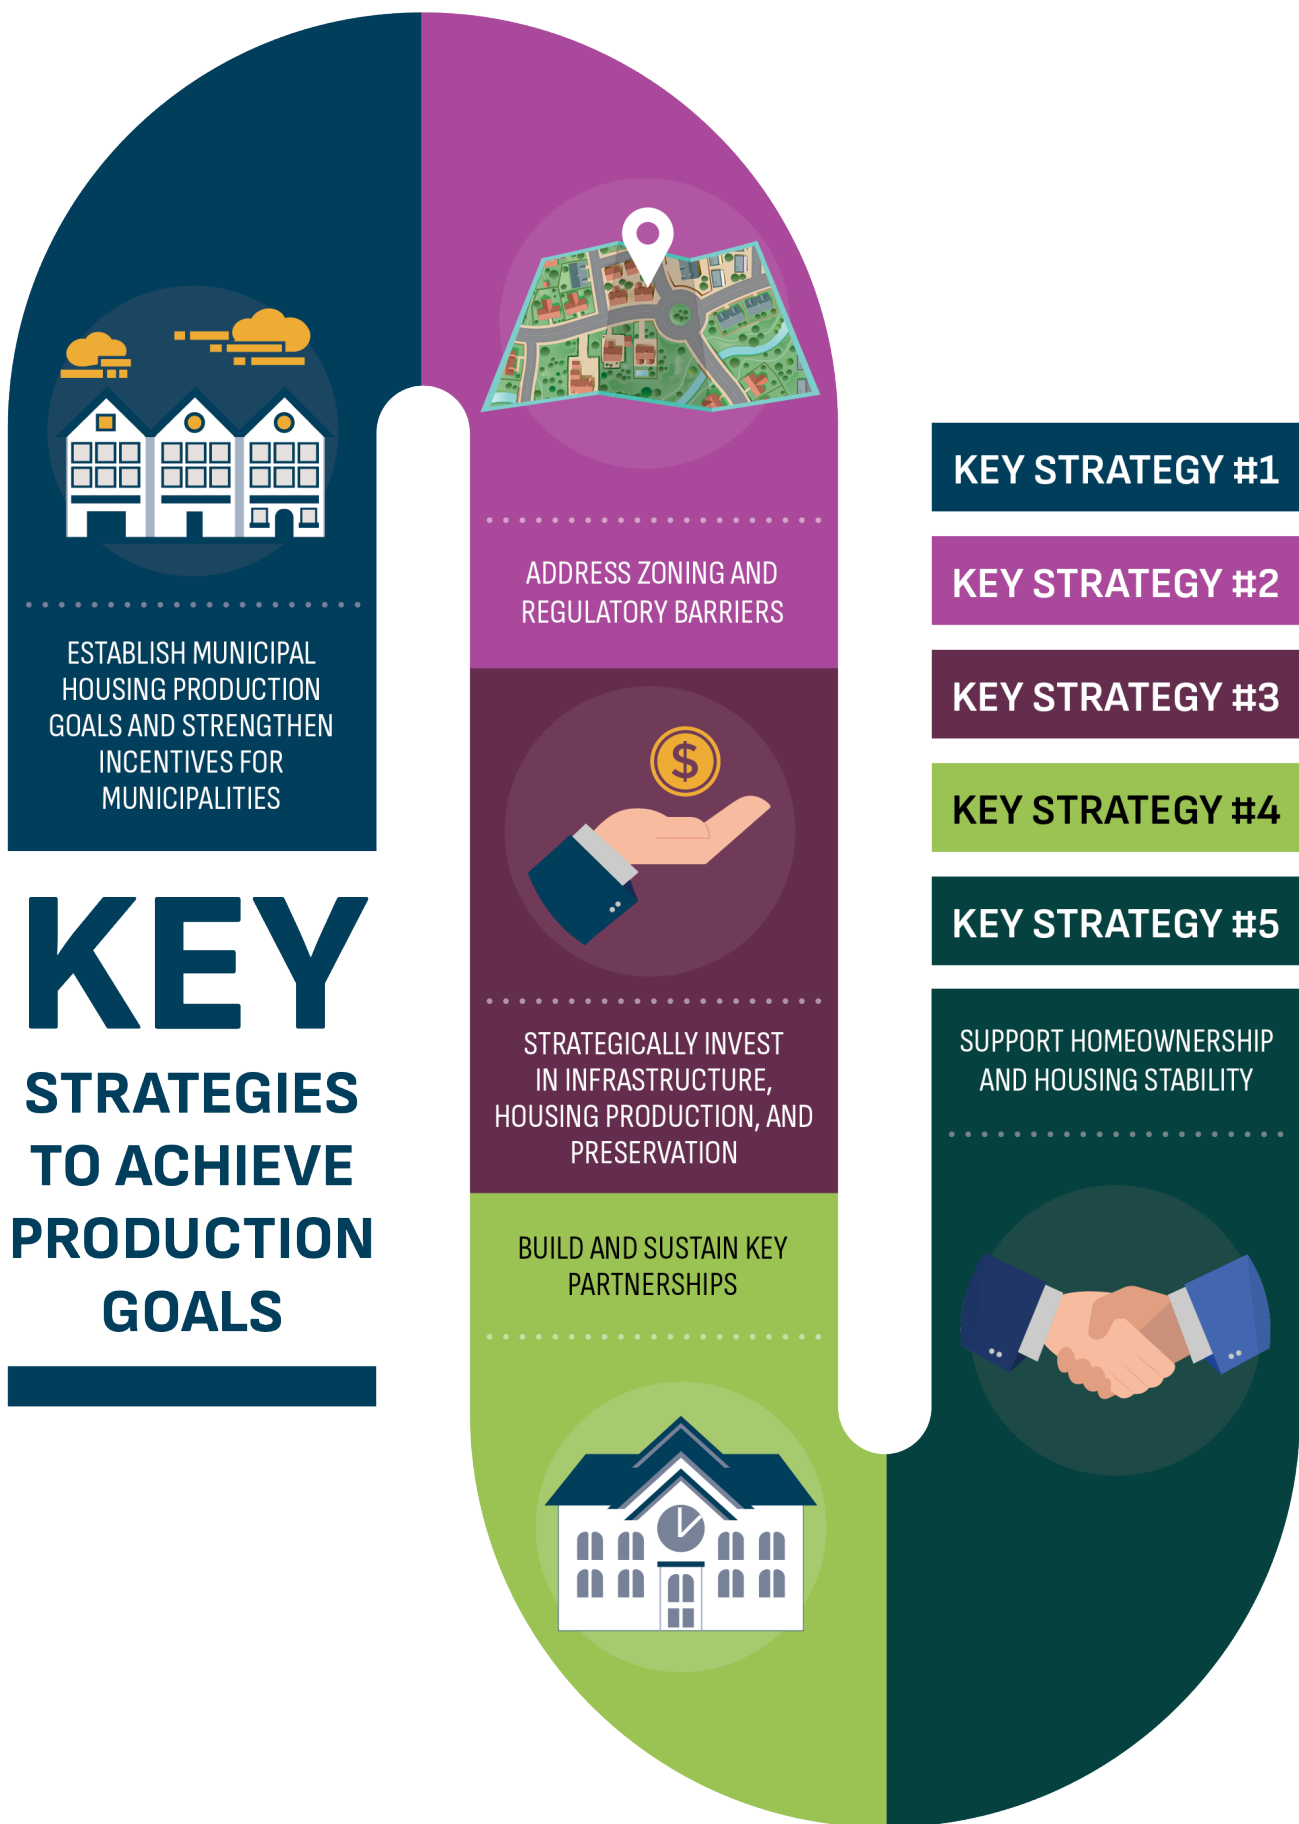 ESTABLISH MUNICIPAL
HOUSING PRODUCTION
GOALS AND STRENGTHEN
INCENTIVES FOR
MUNICIPALITIES
KEY
STRATEGIES
TO ACHIEVE
PRODUCTION
GOALS
ADDRESS ZONING AND
REGULATORY BARRIERS
$
STRATEGICALLY INVEST
IN INFRASTRUCTURE,
HOUSING PRODUCTION, AND
PRESERVATION
BUILD AND SUSTAIN KEY
PARTNERSHIPS
KEY STRATEGY #1
KEY STRATEGY #2
KEY STRATEGY #3
KEY STRATEGY #4
KEY STRATEGY #5
SUPPORT HOMEOWNERSHIP
AND HOUSING STABILITY